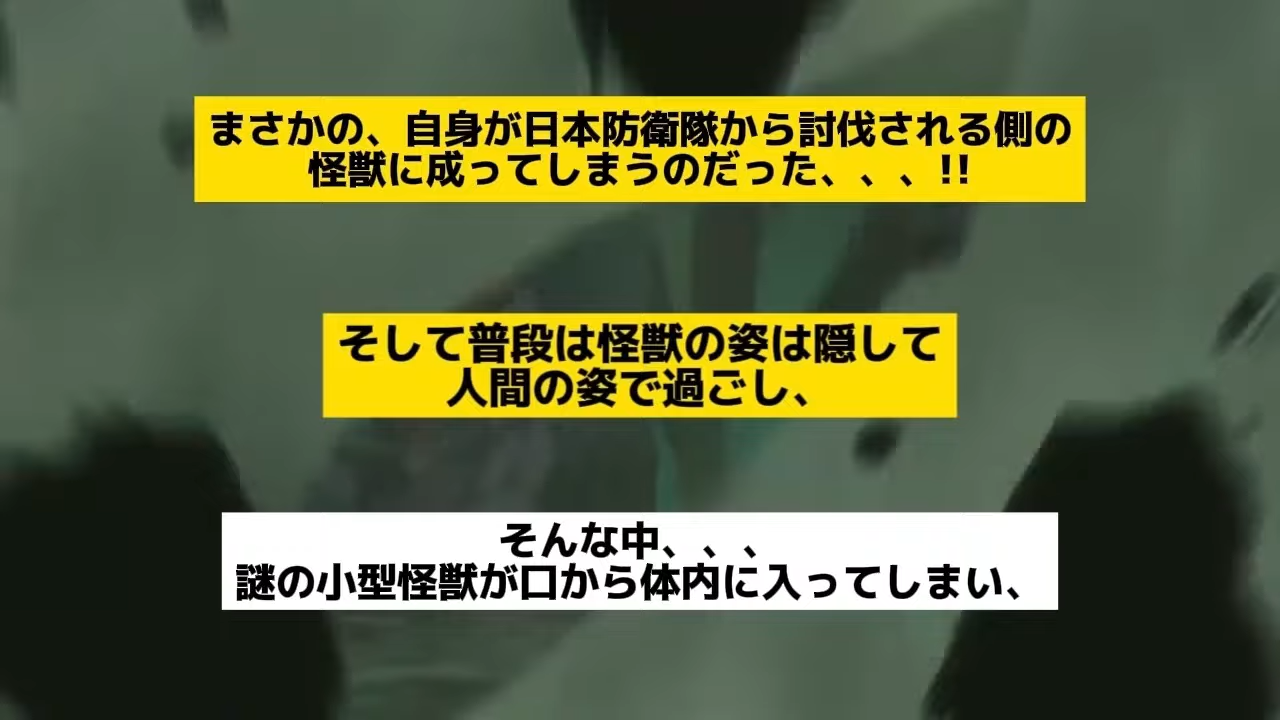 まさかの、自身が日本防衛隊から討伐される側の
怪獣に成ってしまうのだった、、、!!
そして普段は怪獣の姿は隠して
人間の姿で過ごし、
そんな中、、、
謎の小型怪獣が口から体内に入ってしまい、